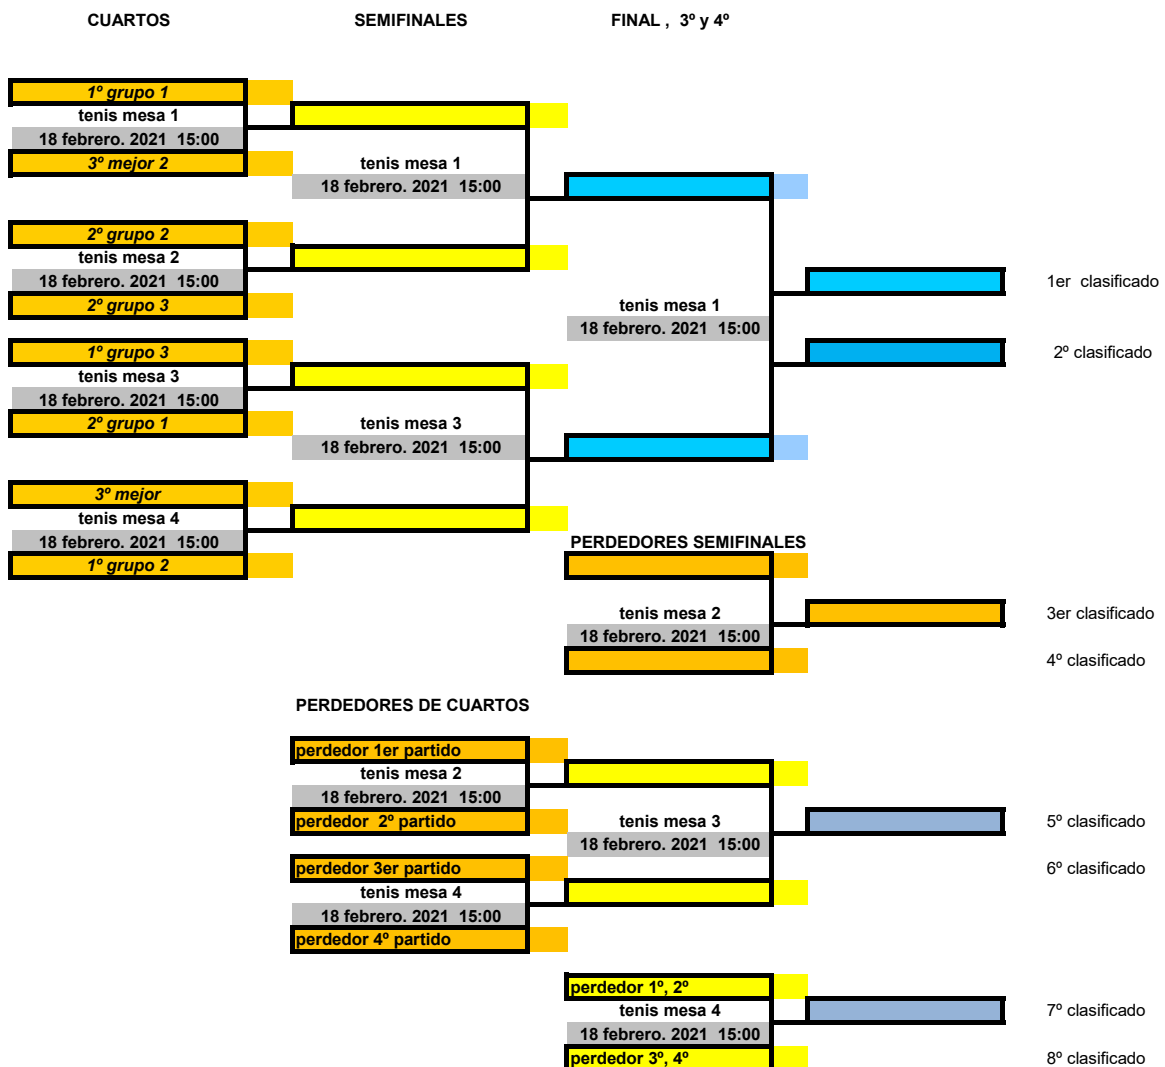 CUARTOS
SEMIFINALES
FINAL , 3º y 4º
1º grupo 1
tenis mesa 1
18 febrero. 2021 15:00
3º mejor 2
tenis mesa 1
18 febrero. 2021 15:00
2º grupo 2
tenis mesa 2
18 febrero. 2021 15:00
2º grupo 3
1er clasificado
tenis mesa 1
18 febrero. 2021 15:00
1º grupo 3
2º clasificado
tenis mesa 3
18 febrero. 2021 15:00
2º grupo 1
tenis mesa 3
18 febrero. 2021 15:00
3º mejor
tenis mesa 4
18 febrero. 2021 15:00
1º grupo 2
PERDEDORES SEMIFINALES
tenis mesa 2
3er clasificado
18 febrero. 2021 15:00
4º clasificado
PERDEDORES DE CUARTOS
perdedor 1er partido
tenis mesa 2
18 febrero. 2021 15:00
perdedor 2º partido
tenis mesa 3
5º clasificado
18 febrero. 2021 15:00
perdedor 3er partido
6º clasificado
tenis mesa 4
18 febrero. 2021 15:00
perdedor 4º partido
perdedor 1º, 2º
tenis mesa 4
7º clasificado
18 febrero. 2021 15:00
perdedor 3º, 4º
8º clasificado